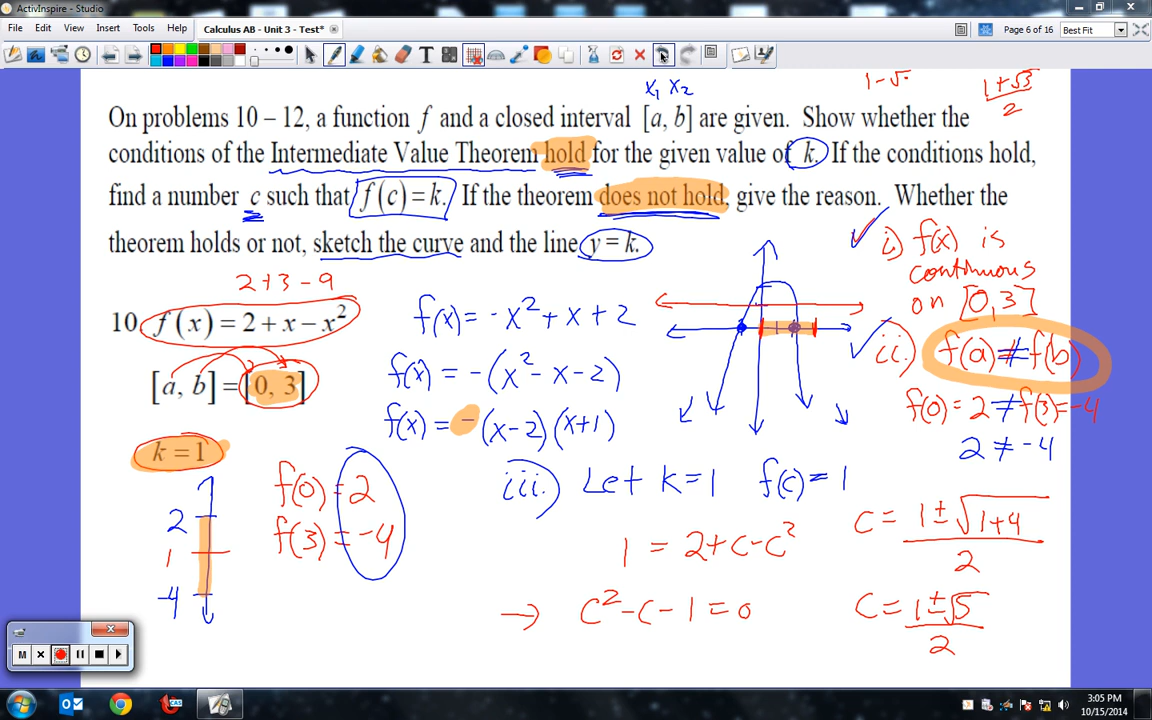 ActivInspire - Studio
File Edit View Insert Tools Help Calculus AB - Unit 3 - Test* Page 6 of 16 Best Fit
x₁ x₂
1-√
1+√5
2
On problems 10 – 12, a function f and a closed interval [a, b] are given. Show whether the
conditions of the Intermediate Value Theorem hold for the given value of k. If the conditions hold,
find a number c such that f(c) = k. If the theorem does not hold, give the reason. Whether the
theorem holds or not, sketch the curve and the line y = k.
2+3-9
10. f(x) = 2 + x − x²
[a, b] = [0, 3]
k = 1
2
1
-4
f(0) = 2
f(3) = -4
f(x) = -x² + x + 2
f(x) = -(x² - x - 2)
f(x) = -(x-2)(x+1)
i) f(x) is
continuous
on [0,3]
ii.) f(a) ≠ f(b)
f(0) = 2 ≠ f(3) = -4
2 ≠ -4
iii.) Let k=1 f(c) = 1
1 = 2+c-c²
→ c²-c-1=0
c = 1±√1+4
2
c = 1±√5
2
M
3:05 PM
10/15/2014